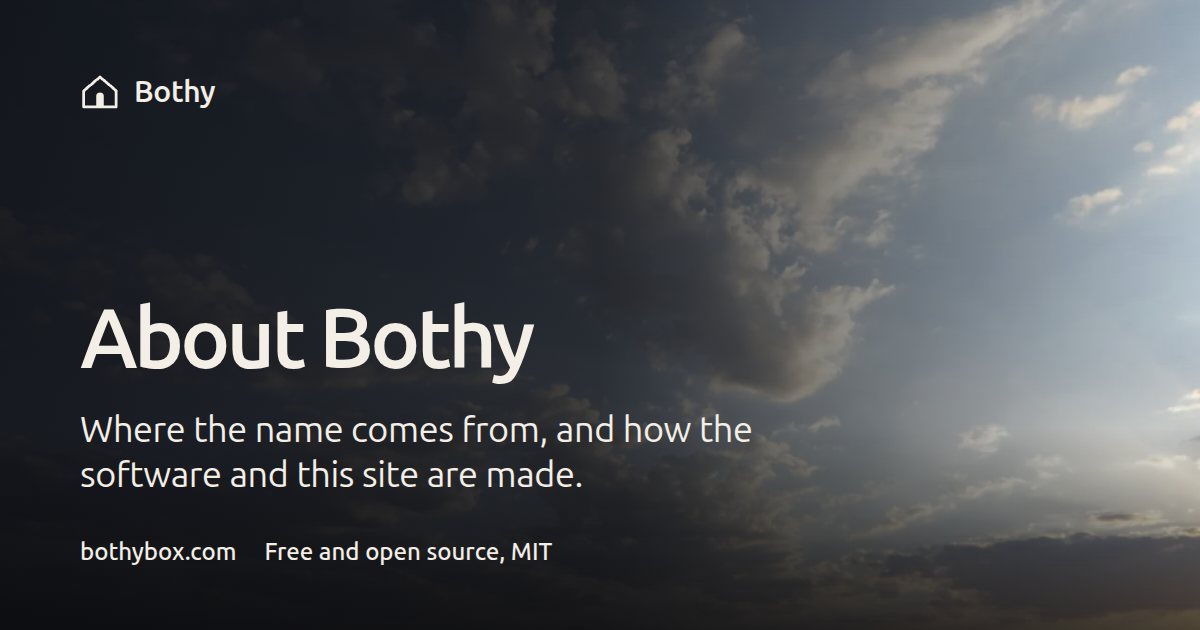 Bothy
About Bothy
Where the name comes from, and how the
software and this site are made.
bothybox.com Free and open source, MIT